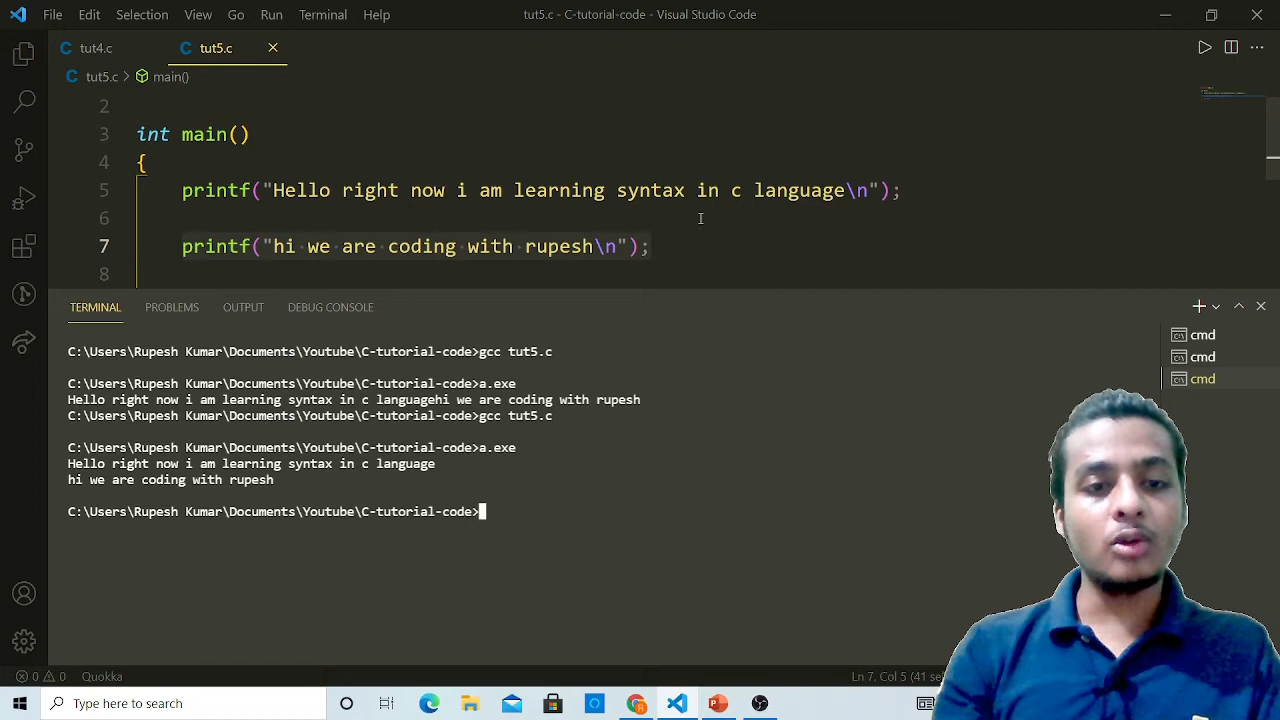 File Edit Selection View Go Run Terminal Help tut5.c - C-tutorial-code - Visual Studio Code
C tut4.c C tut5.c
C tut5.c > main()
2
3 int main()
4 {
5 printf("Hello right now i am learning syntax in c language\n");
6
7 printf("hi we are coding with rupesh\n");
8
TERMINAL PROBLEMS OUTPUT DEBUG CONSOLE
cmd
cmd
cmd
C:\Users\Rupesh Kumar\Documents\Youtube\C-tutorial-code>gcc tut5.c
C:\Users\Rupesh Kumar\Documents\Youtube\C-tutorial-code>a.exe
Hello right now i am learning syntax in c languagehi we are coding with rupesh
C:\Users\Rupesh Kumar\Documents\Youtube\C-tutorial-code>gcc tut5.c
C:\Users\Rupesh Kumar\Documents\Youtube\C-tutorial-code>a.exe
Hello right now i am learning syntax in c language
hi we are coding with rupesh
C:\Users\Rupesh Kumar\Documents\Youtube\C-tutorial-code>
0 0 Quokka Ln 7, Col 5 (41 sel
Type here to search